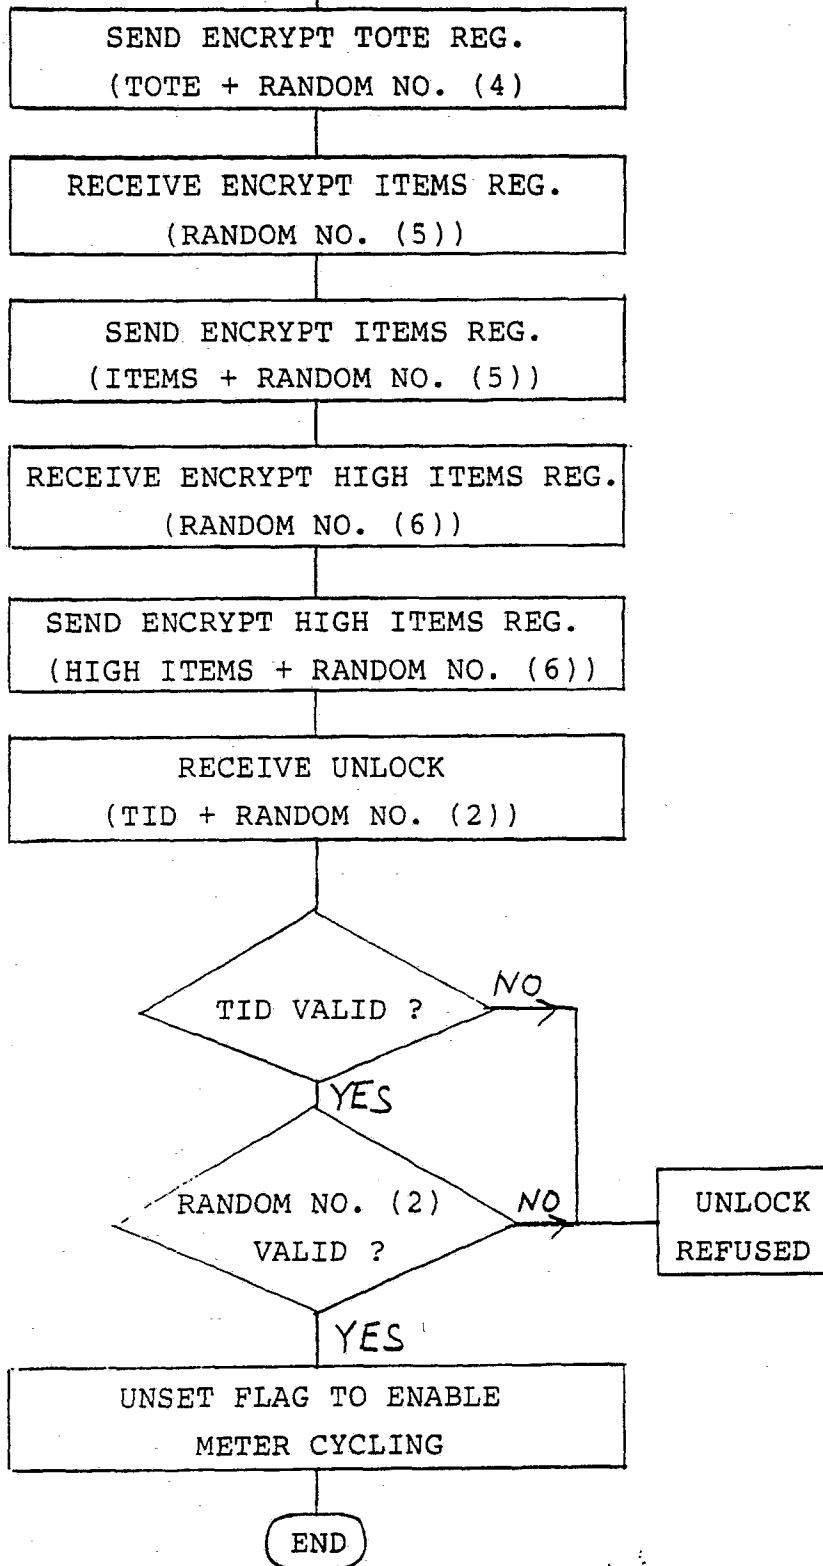 SEND ENCRYPT TOTE REG.
(TOTE + RANDOM NO. (4)
RECEIVE ENCRYPT ITEMS REG.
(RANDOM NO. (5))
SEND ENCRYPT ITEMS REG.
(ITEMS + RANDOM NO. (5))
RECEIVE ENCRYPT HIGH ITEMS REG.
(RANDOM NO. (6))
SEND ENCRYPT HIGH ITEMS REG.
(HIGH ITEMS + RANDOM NO. (6))
RECEIVE UNLOCK
(TID + RANDOM NO. (2))
TID VALID ?
NO
YES
RANDOM NO. (2)
VALID ?
NO
UNLOCK
REFUSED
YES
UNSET FLAG TO ENABLE
METER CYCLING
END